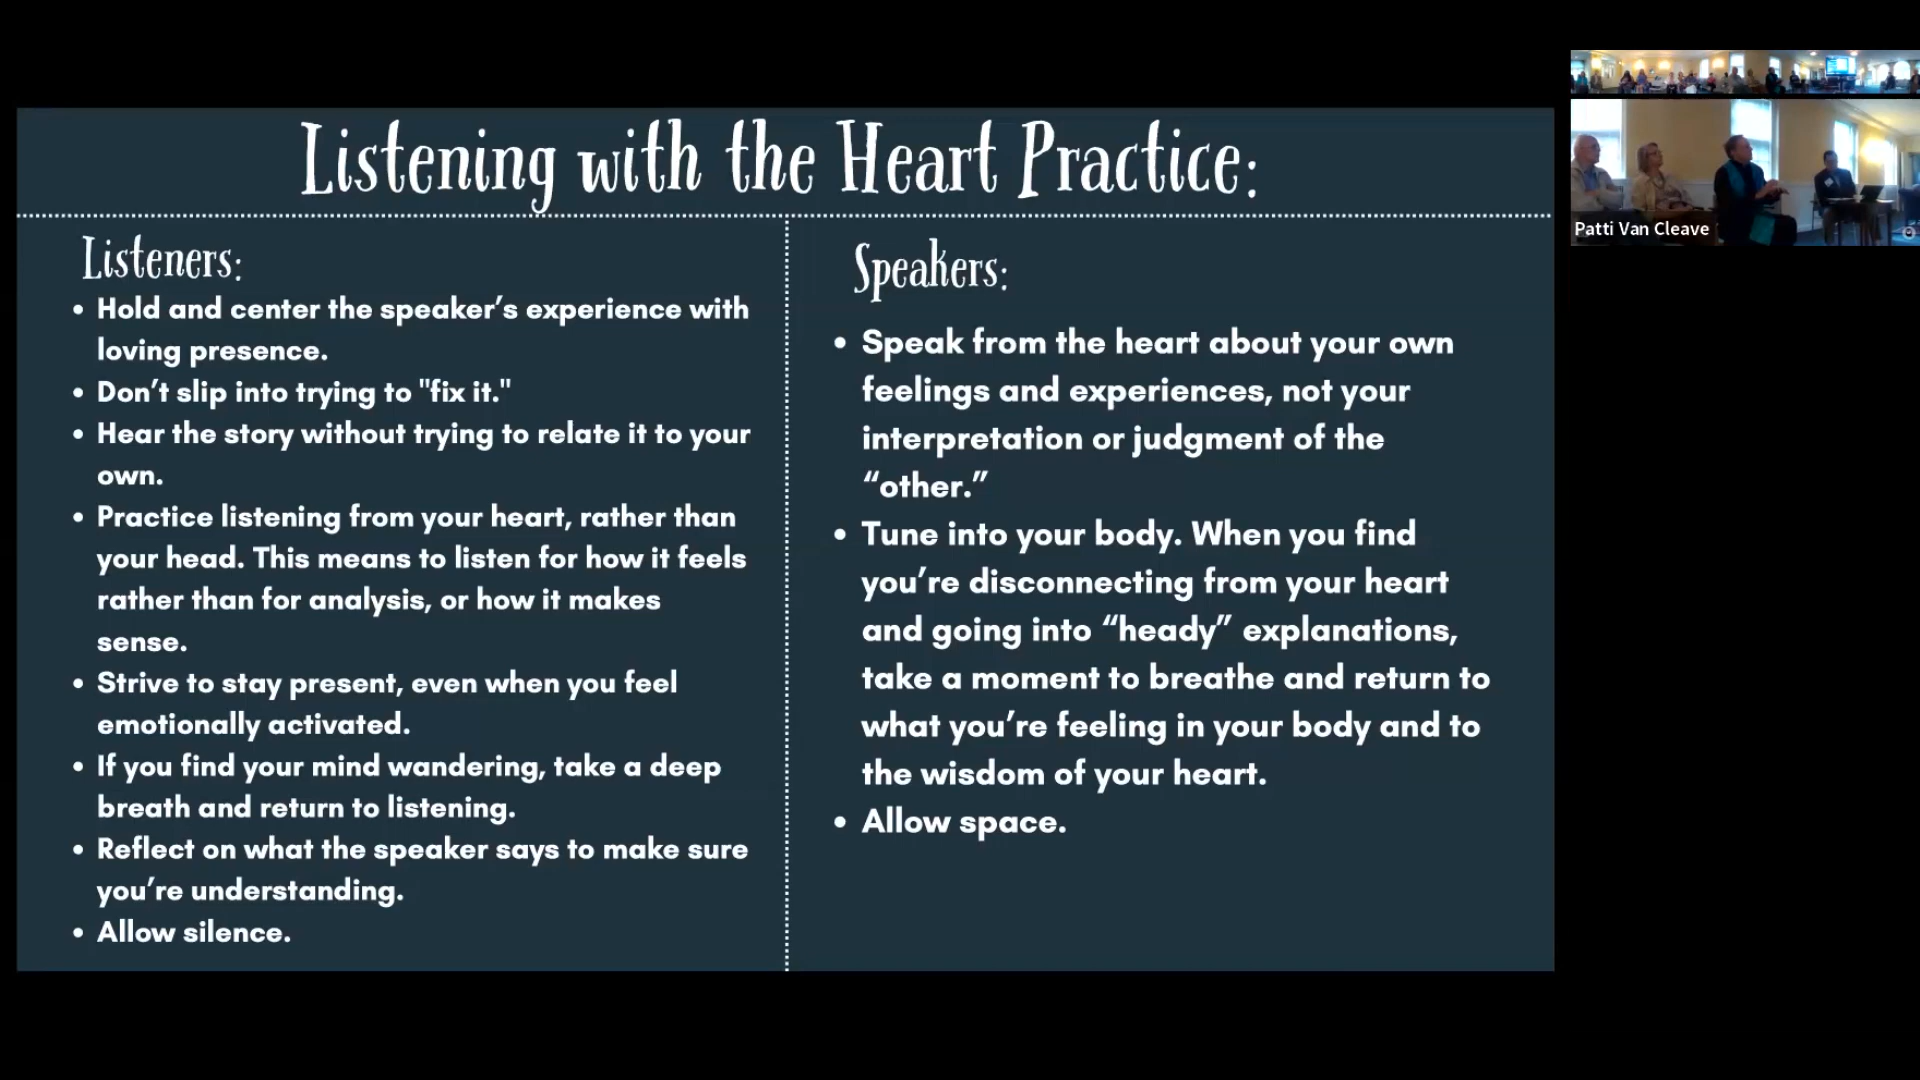 Listening with the Heart Practice:
Listeners:
• Hold and center the speaker’s experience with
loving presence.
• Don’t slip into trying to "fix it."
• Hear the story without trying to relate it to your
own.
• Practice listening from your heart, rather than
your head. This means to listen for how it feels
rather than for analysis, or how it makes
sense.
• Strive to stay present, even when you feel
emotionally activated.
• If you find your mind wandering, take a deep
breath and return to listening.
• Reflect on what the speaker says to make sure
you’re understanding.
• Allow silence.
Speakers:
• Speak from the heart about your own
feelings and experiences, not your
interpretation or judgment of the
“other.”
• Tune into your body. When you find
you’re disconnecting from your heart
and going into “heady” explanations,
take a moment to breathe and return to
what you’re feeling in your body and to
the wisdom of your heart.
• Allow space.
Patti Van Cleave